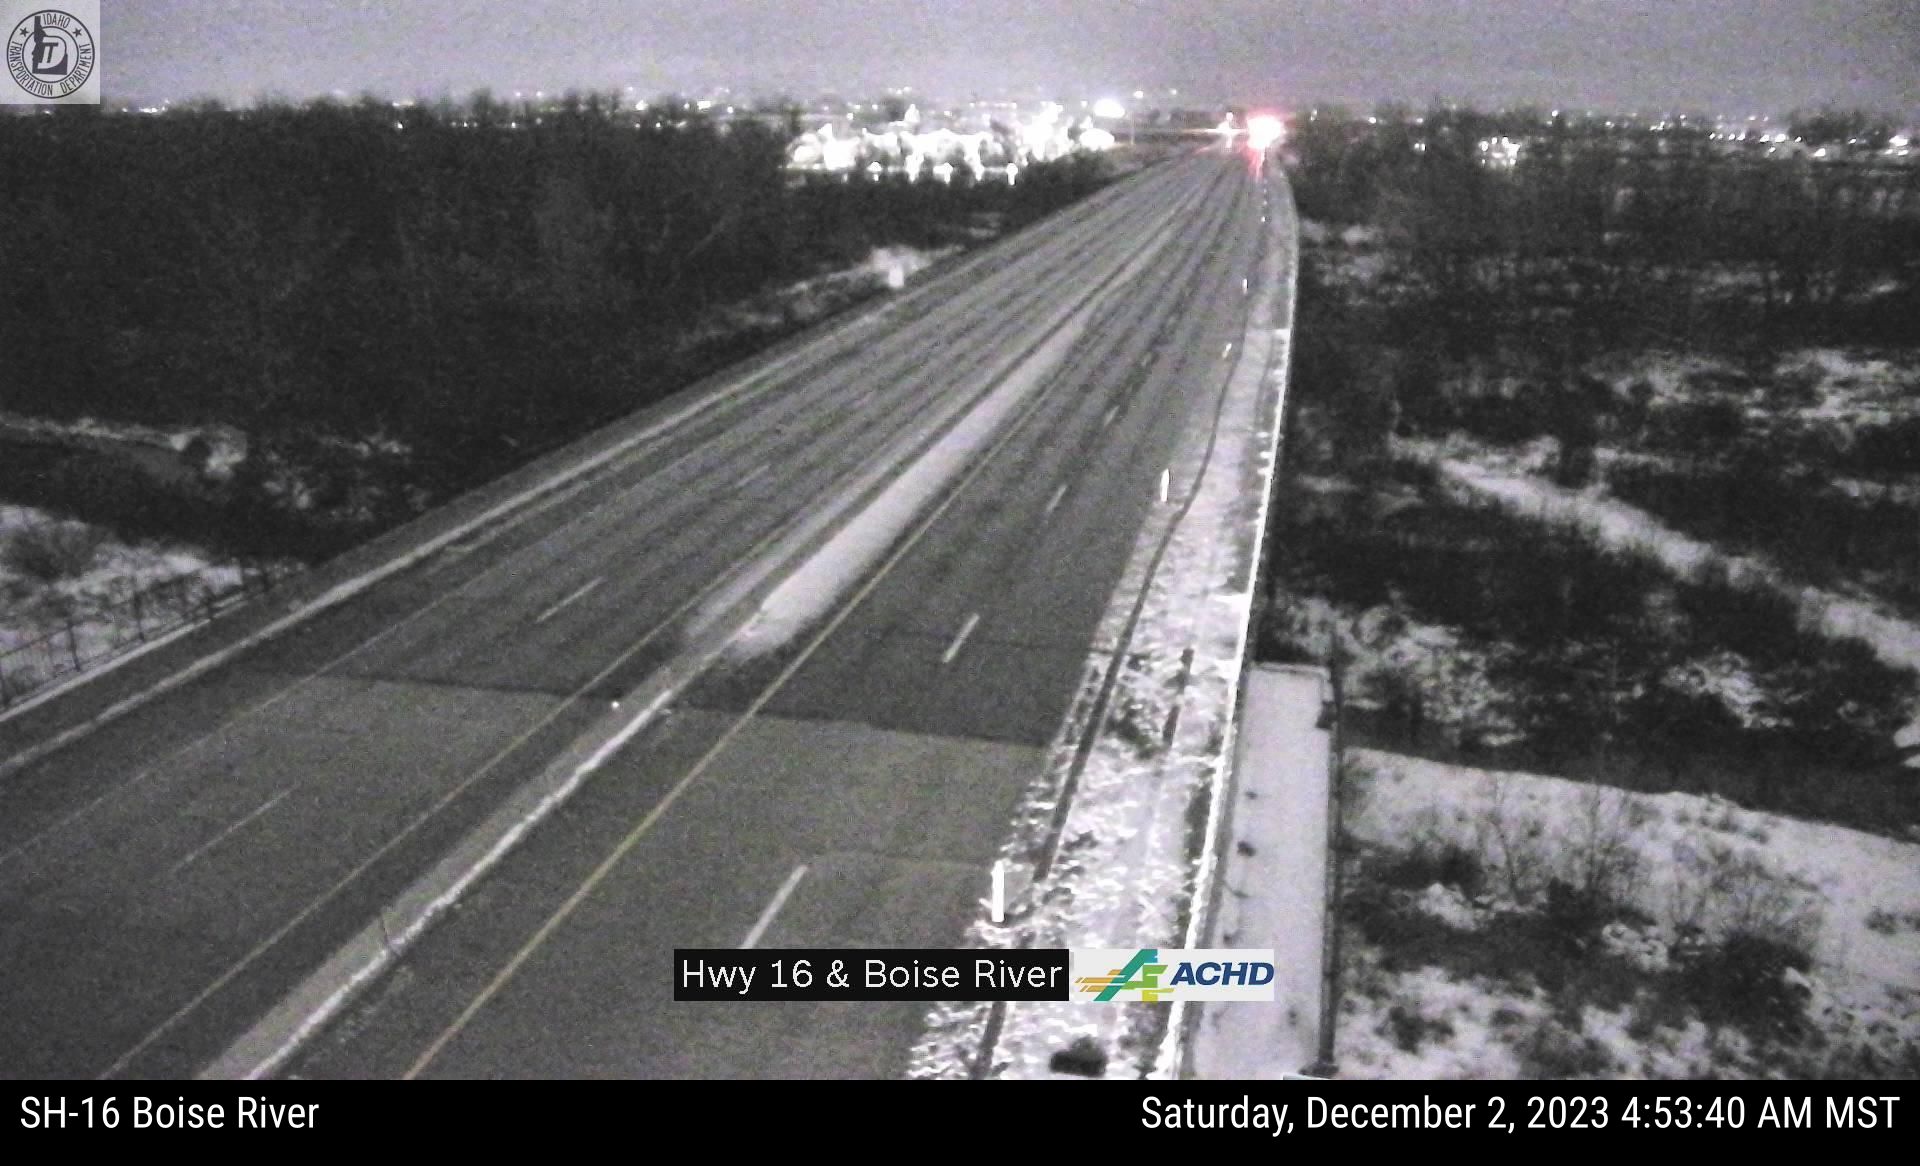 IDAHO
TRANSPORTATION DEPARTMENT
Hwy 16 & Boise River
ACHD
SH-16 Boise River
Saturday, December 2, 2023 4:53:40 AM MST